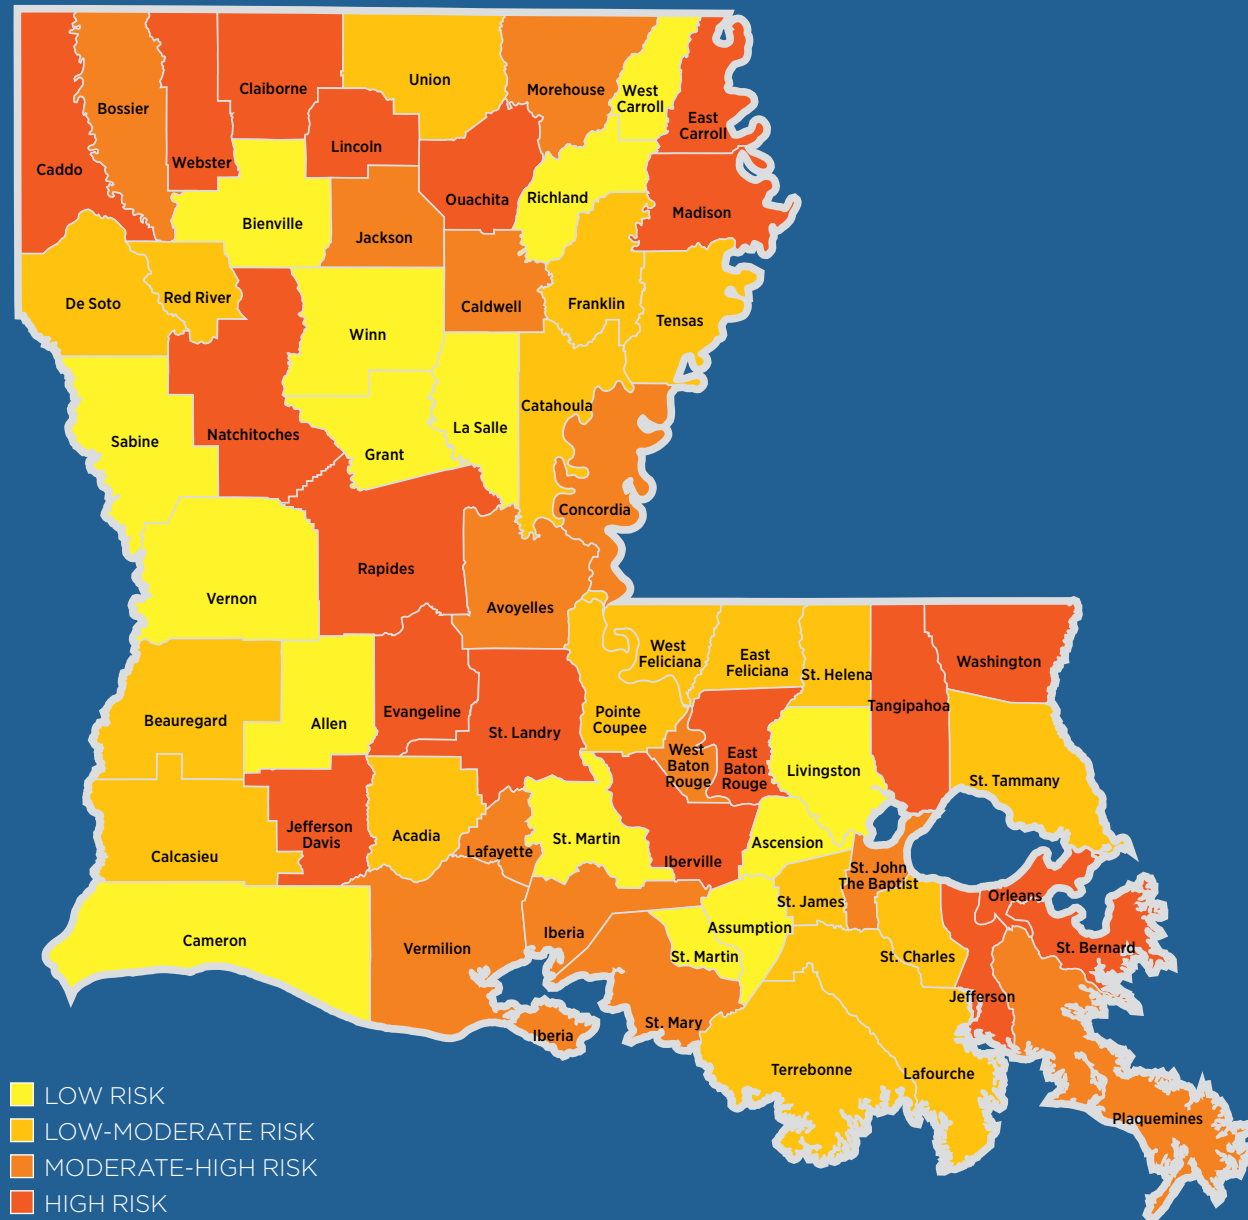 Union
Claiborne
Morehouse
West
Carroll
Bossier
East
Carroll
Lincoln
Webster
Caddo
Ouachita
Richland
Madison
Bienville
Jackson
Red River
De Soto
Caldwell
Franklin
Tensas
Winn
Catahoula
La Salle
Natchitoches
Sabine
Grant
Concordia
Rapides
Vernon
Avoyelles
West
Feliciana
East
Feliciana
St. Helena
Washington
Tangipahoa
Beauregard
Allen
Evangeline
St. Landry
Pointe
Coupee
West
Baton
Rouge
East
Baton
Rouge
Livingston
St. Tammany
Jefferson
Davis
Acadia
Lafayette
St. Martin
Ascension
Calcasieu
Iberville
St. John
The Baptist
Orleans
St. James
Assumption
Cameron
Vermilion
Iberia
St. Martin
St. Charles
St. Bernard
Jefferson
St. Mary
Iberia
Terrebonne
Lafourche
Plaquemines
LOW RISK
LOW-MODERATE RISK
MODERATE-HIGH RISK
HIGH RISK